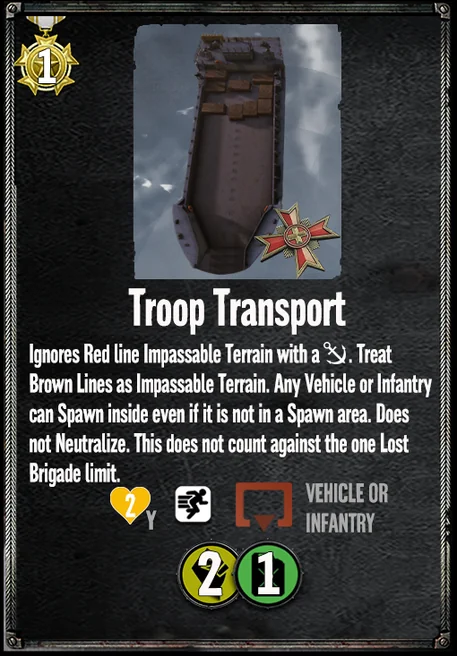 1
Troop Transport
Ignores Red line Impassable Terrain with a . Treat
Brown Lines as Impassable Terrain. Any Vehicle or Infantry
can Spawn inside even if it is not in a Spawn area. Does
not Neutralize. This does not count against the one Lost
Brigade limit.
2 Y VEHICLE OR
INFANTRY
2 1